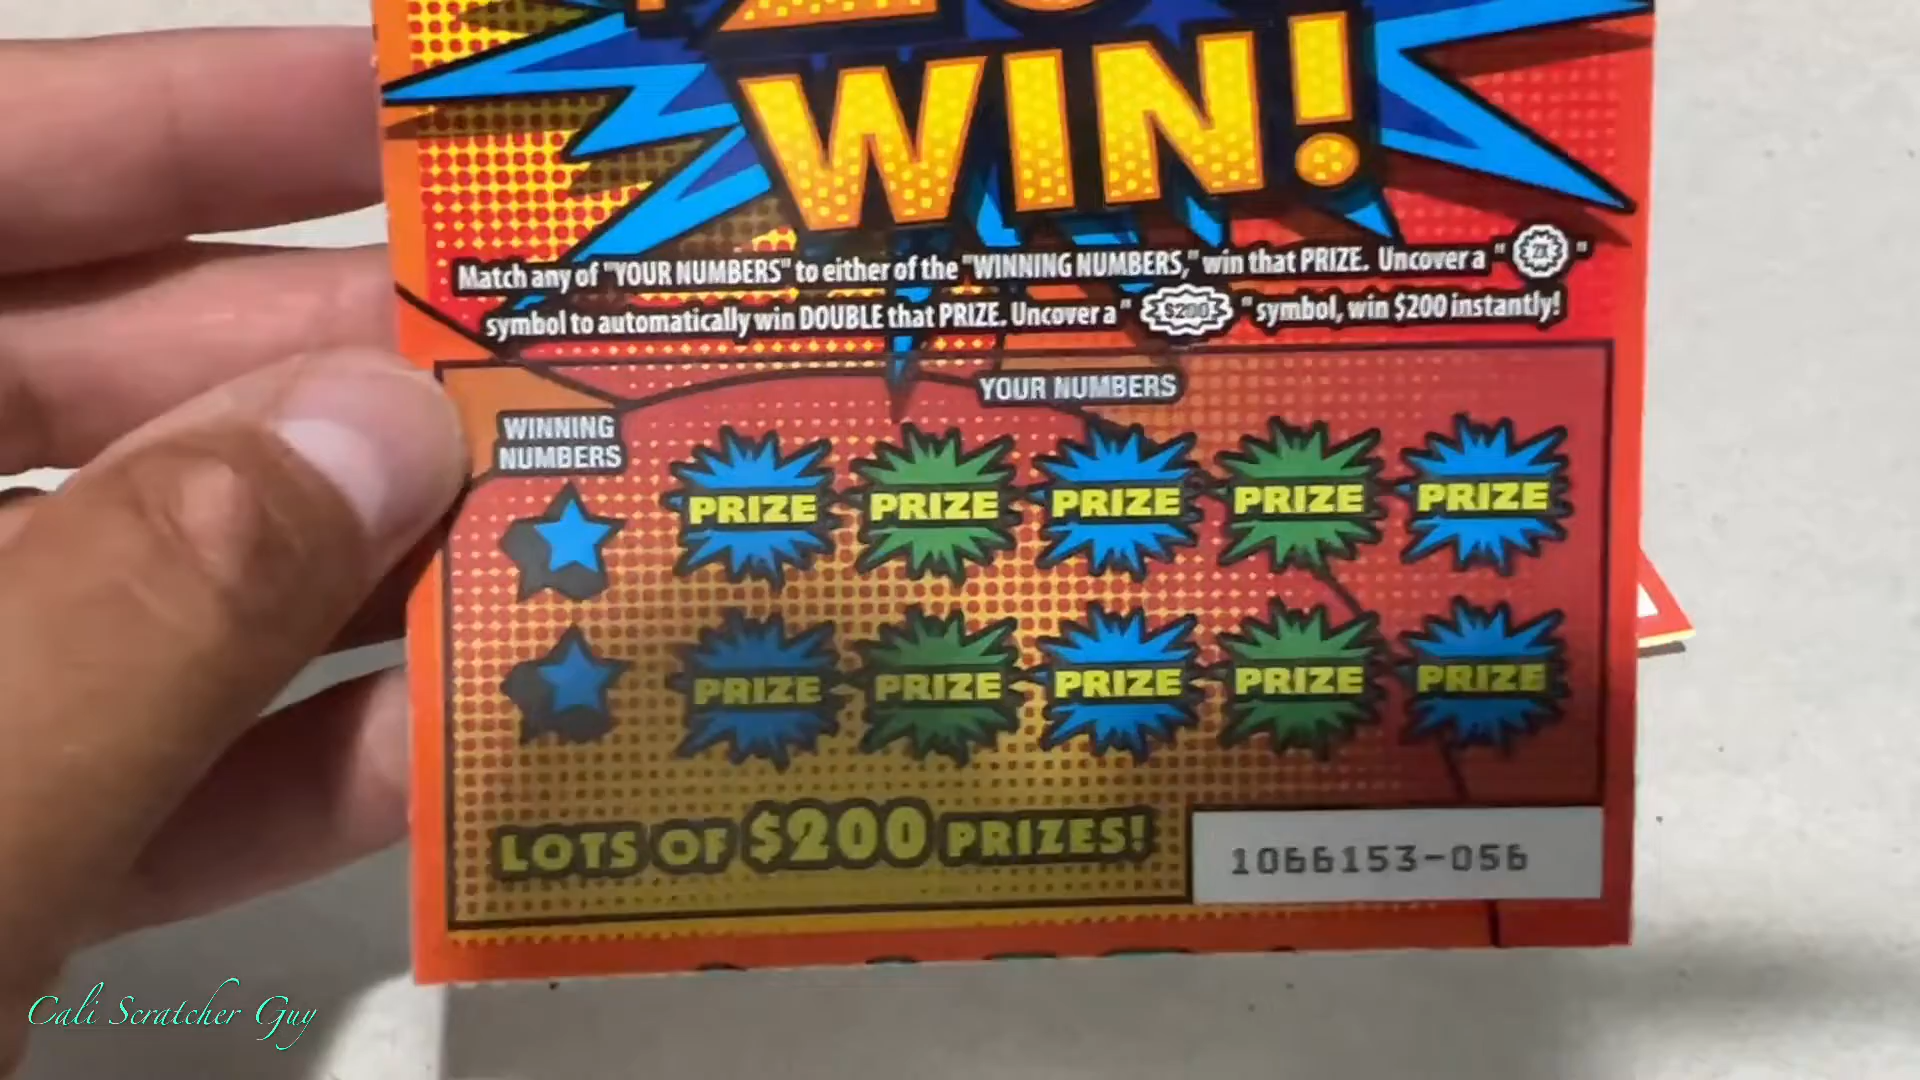 WIN!
Match any of "YOUR NUMBERS" to either of the "WINNING NUMBERS," win that PRIZE. Uncover a " 2X "
symbol to automatically win DOUBLE that PRIZE. Uncover a " $200 " symbol, win $200 instantly!
YOUR NUMBERS
WINNING
NUMBERS
PRIZE PRIZE PRIZE PRIZE PRIZE
PRIZE PRIZE PRIZE PRIZE PRIZE
LOTS OF $200 PRIZES!
1066153-056
Cali Scratcher Guy